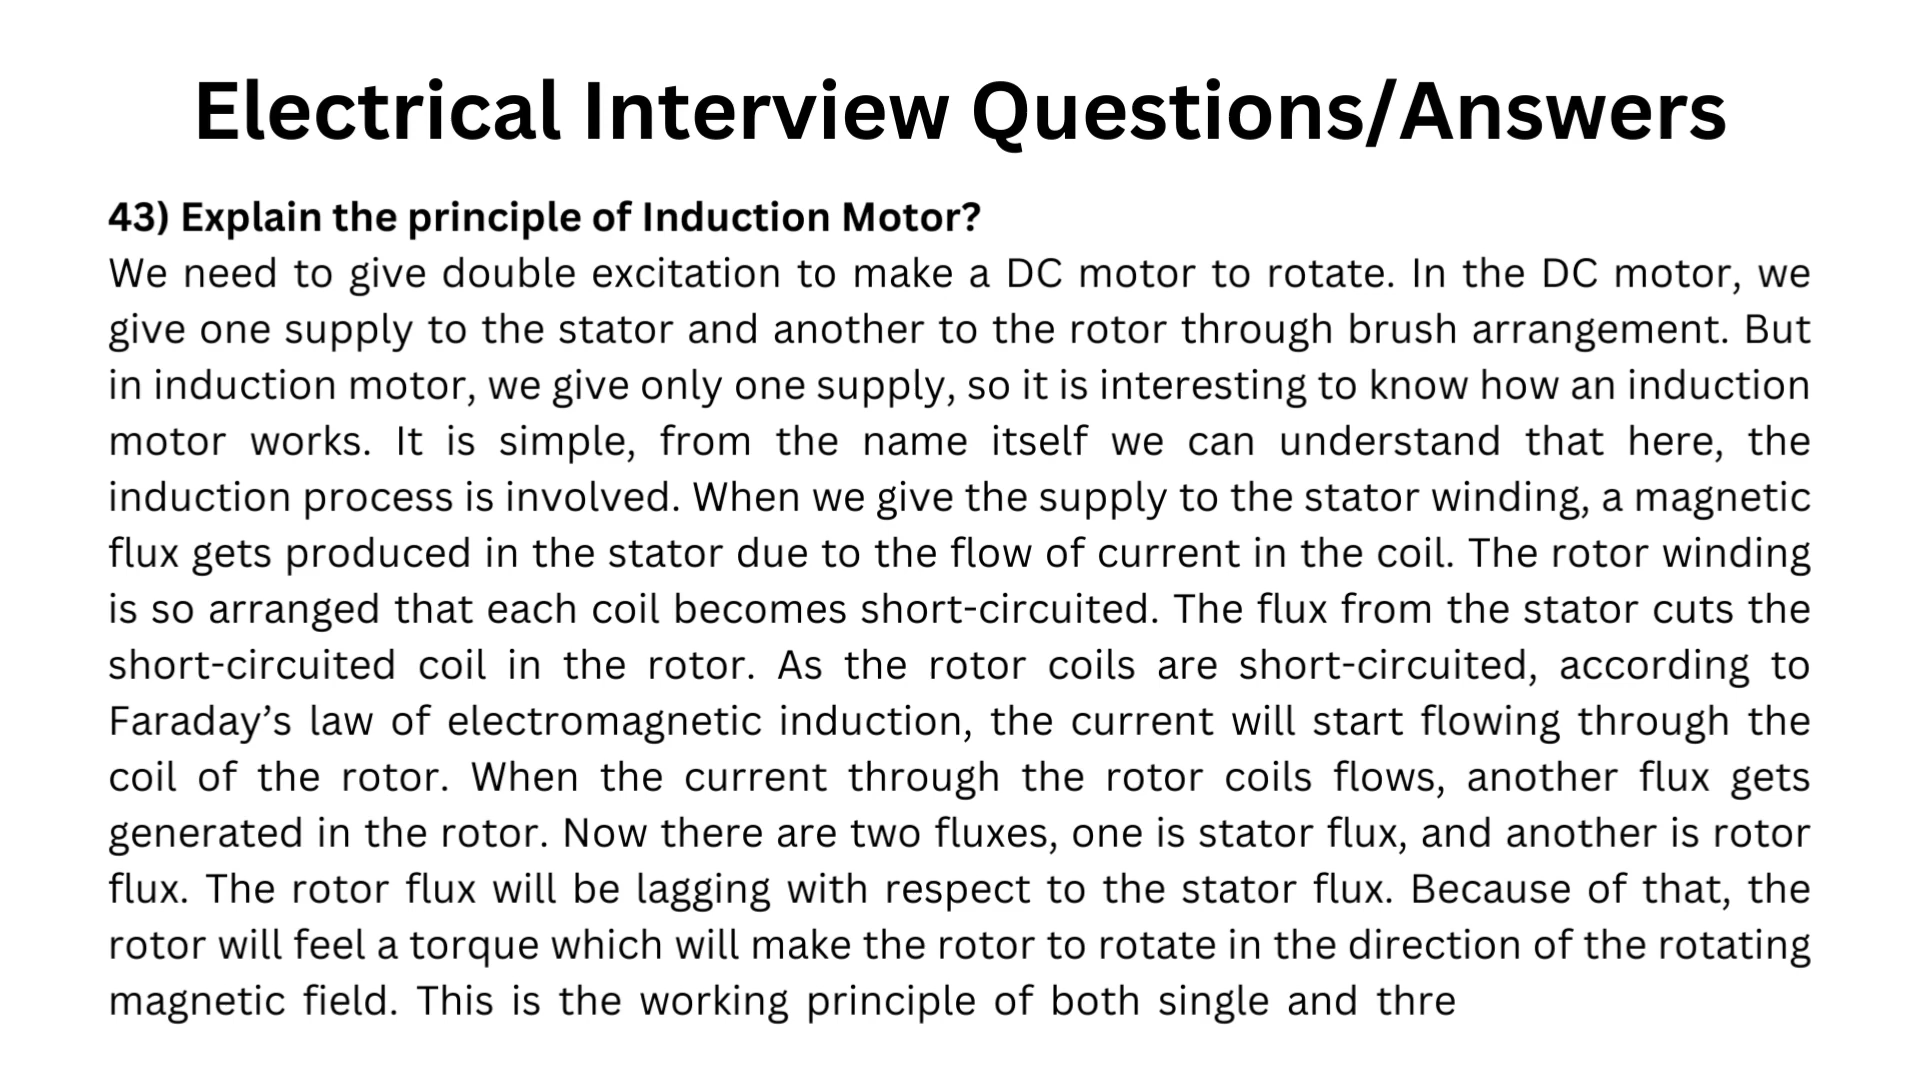 Electrical Interview Questions/Answers
43) Explain the principle of Induction Motor?
We need to give double excitation to make a DC motor to rotate. In the DC motor, we
give one supply to the stator and another to the rotor through brush arrangement. But
in induction motor, we give only one supply, so it is interesting to know how an induction
motor works. It is simple, from the name itself we can understand that here, the
induction process is involved. When we give the supply to the stator winding, a magnetic
flux gets produced in the stator due to the flow of current in the coil. The rotor winding
is so arranged that each coil becomes short-circuited. The flux from the stator cuts the
short-circuited coil in the rotor. As the rotor coils are short-circuited, according to
Faraday’s law of electromagnetic induction, the current will start flowing through the
coil of the rotor. When the current through the rotor coils flows, another flux gets
generated in the rotor. Now there are two fluxes, one is stator flux, and another is rotor
flux. The rotor flux will be lagging with respect to the stator flux. Because of that, the
rotor will feel a torque which will make the rotor to rotate in the direction of the rotating
magnetic field. This is the working principle of both single and thre